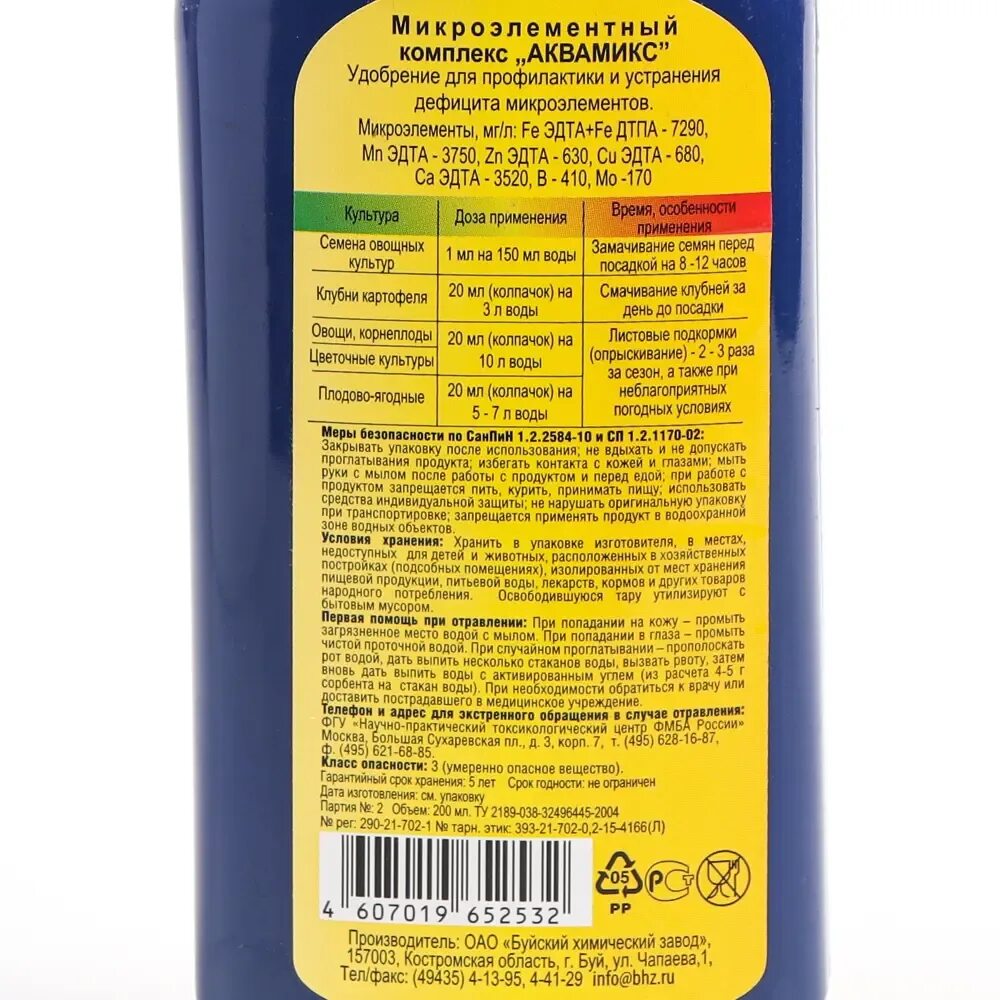 Микроэлементный
комплекс „АКВАМИКС”
Удобрение для профилактики и устранения
дефицита микроэлементов.
Микроэлементы, мг/л: Fe ЭДТА+Fe ДТПА - 7290,
Mn ЭДТА - 3750, Zn ЭДТА - 630, Cu ЭДТА - 680,
Ca ЭДТА - 3520, В - 410, Мо -170
Культура
Доза применения
Время, особенности
применения
Семена овощных
культур
1 мл на 150 мл воды
Замачивание семян перед
посадкой на 8 -12 часов
Клубни картофеля
20 мл (колпачок) на
3 л воды
Смачивание клубней за
день до посадки
Овощи, корнеплоды
Цветочные культуры
20 мл (колпачок) на
10 л воды
Листовые подкормки
(опрыскивание) - 2 - 3 раза
за сезон, а также при
неблагоприятных
погодных условиях
Плодово-ягодные
20 мл (колпачок) на
5 - 7 л воды
Меры безопасности по СанПиН 1.2.2584-10 и СП 1.2.1170-02:
Закрывать упаковку после использования; не вдыхать и не допускать
проглатывания продукта; избегать контакта с кожей и глазами; мыть
руки с мылом после работы с продуктом и перед едой; при работе с
продуктом запрещается пить, курить, принимать пищу; использовать
средства индивидуальной защиты; не нарушать оригинальную упаковку
при транспортировке; запрещается применять продукт в водоохранной
зоне водных объектов.
Условия хранения: Хранить в упаковке изготовителя, в местах,
недоступных для детей и животных, расположенных в хозяйственных
постройках (подсобных помещениях), изолированных от мест хранения
пищевой продукции, питьевой воды, лекарств, кормов и других товаров
народного потребления. Освободившуюся тару утилизируют с
бытовым мусором.
Первая помощь при отравлении: При попадании на кожу – промыть
загрязненное место водой с мылом. При попадании в глаза – промыть
чистой проточной водой. При случайном проглатывании – прополоскать
рот водой, дать выпить несколько стаканов воды, вызвать рвоту, затем
вновь дать выпить воды с активированным углем (из расчета 4-5 г
сорбента на стакан воды). При необходимости обратиться к врачу или
доставить пострадавшего в медицинское учреждение.
Телефон и адрес для экстренного обращения в случае отравления:
ФГУ «Научно-практический токсикологический центр ФМБА России»
Москва, Большая Сухаревская пл., д. 3, корп. 7, т. (495) 628-16-87,
ф. (495) 621-68-85.
Класс опасности: 3 (умеренно опасное вещество).
Гарантийный срок хранения: 5 лет Срок годности: не ограничен
Дата изготовления: см. упаковку
Партия №: 2 Объем: 200 мл. ТУ 2189-038-32496445-2004
№ рег: 290-21-702-1 № тарн. этик: 393-21-702-0,2-15-4166(Л)
4 607019 652532
05
PP
РСТ
Производитель: ОАО «Буйский химический завод»,
157003, Костромская область, г. Буй, ул. Чапаева,1,
Тел/факс: (49435) 4-13-95, 4-41-29 info@bhz.ru